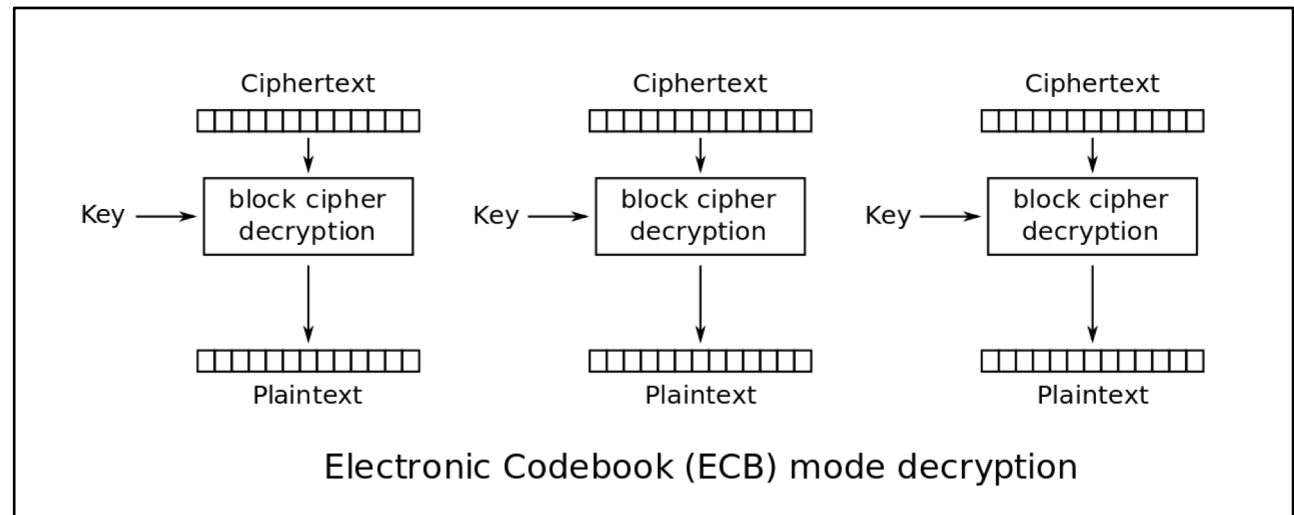 Ciphertext
Ciphertext
Ciphertext
Key
block cipher
decryption
Key
block cipher
decryption
Key
block cipher
decryption
Plaintext
Plaintext
Plaintext
Electronic Codebook (ECB) mode decryption